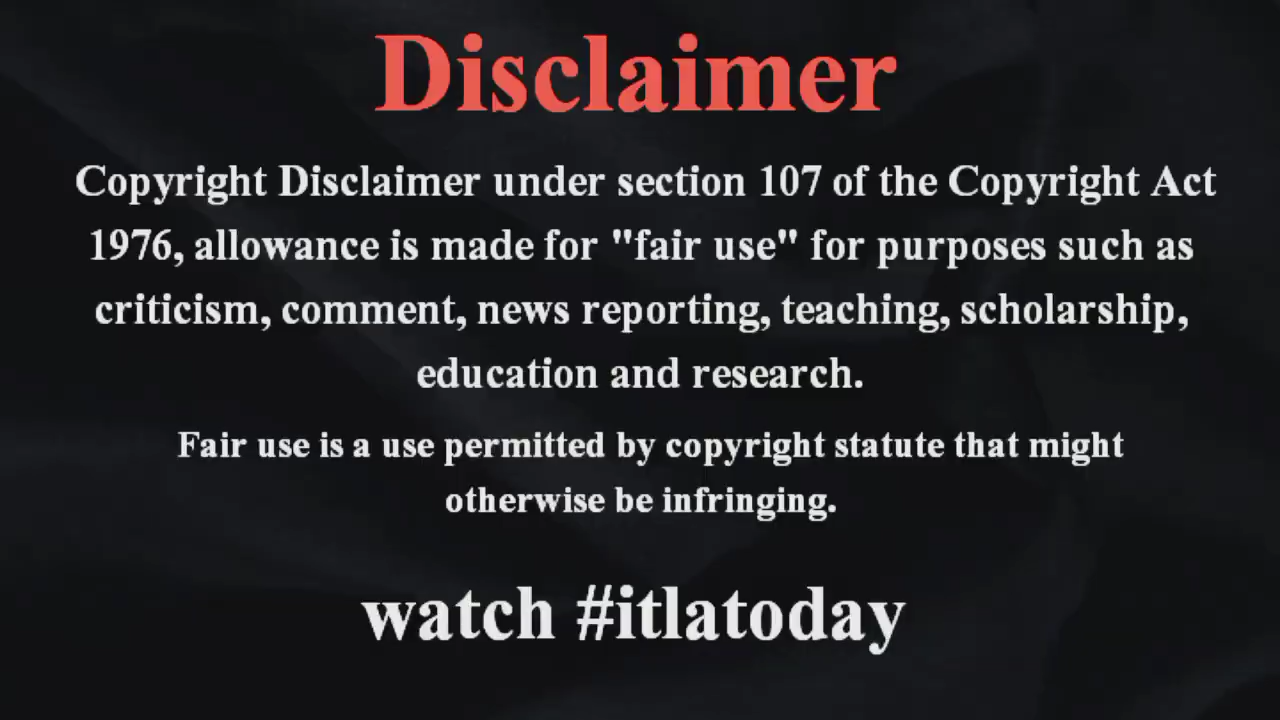 Disclaimer
Copyright Disclaimer under section 107 of the Copyright Act
1976, allowance is made for "fair use" for purposes such as
criticism, comment, news reporting, teaching, scholarship,
education and research.
Fair use is a use permitted by copyright statute that might
otherwise be infringing.
watch #itlatoday